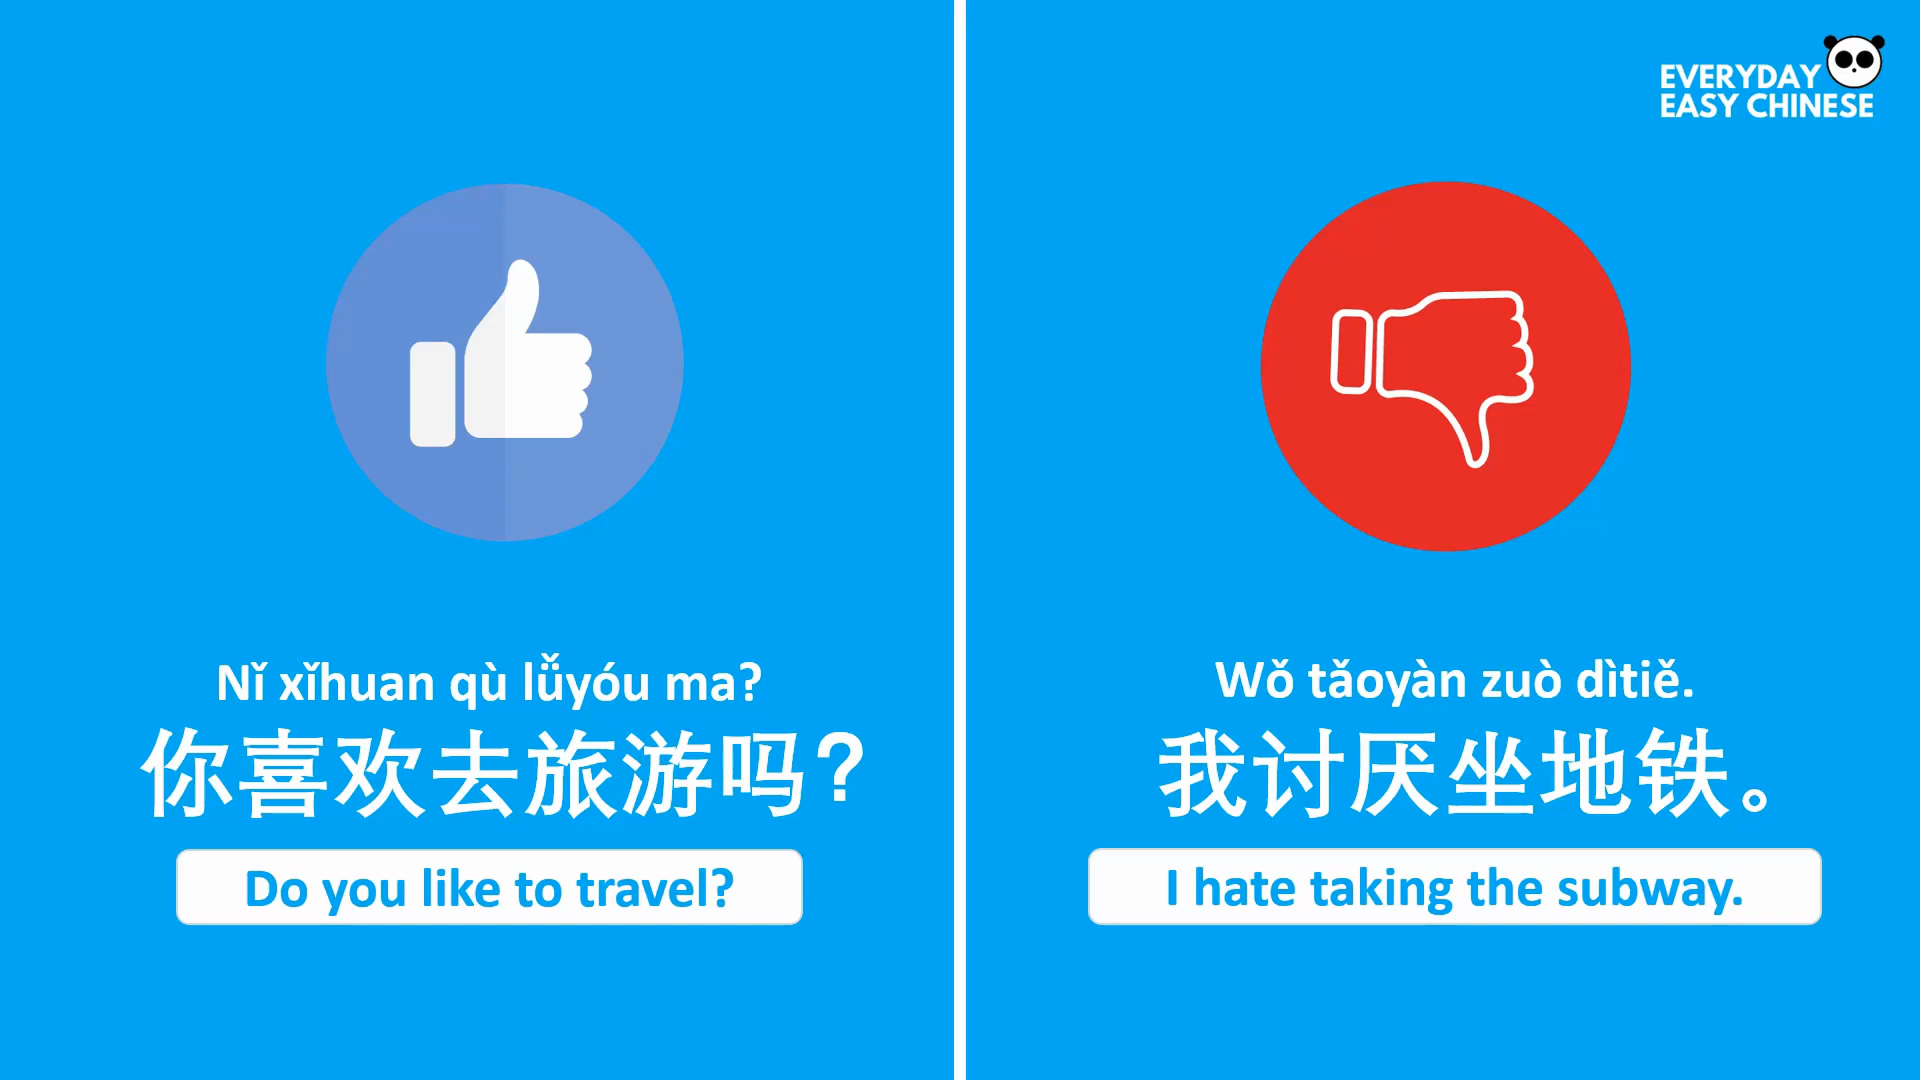 EVERYDAY
EASY CHINESE
Nǐ xǐhuan qù lǚyóu ma?
你喜欢去旅游吗？
Do you like to travel?
Wǒ tǎoyàn zuò dìtiě.
我讨厌坐地铁。
I hate taking the subway.